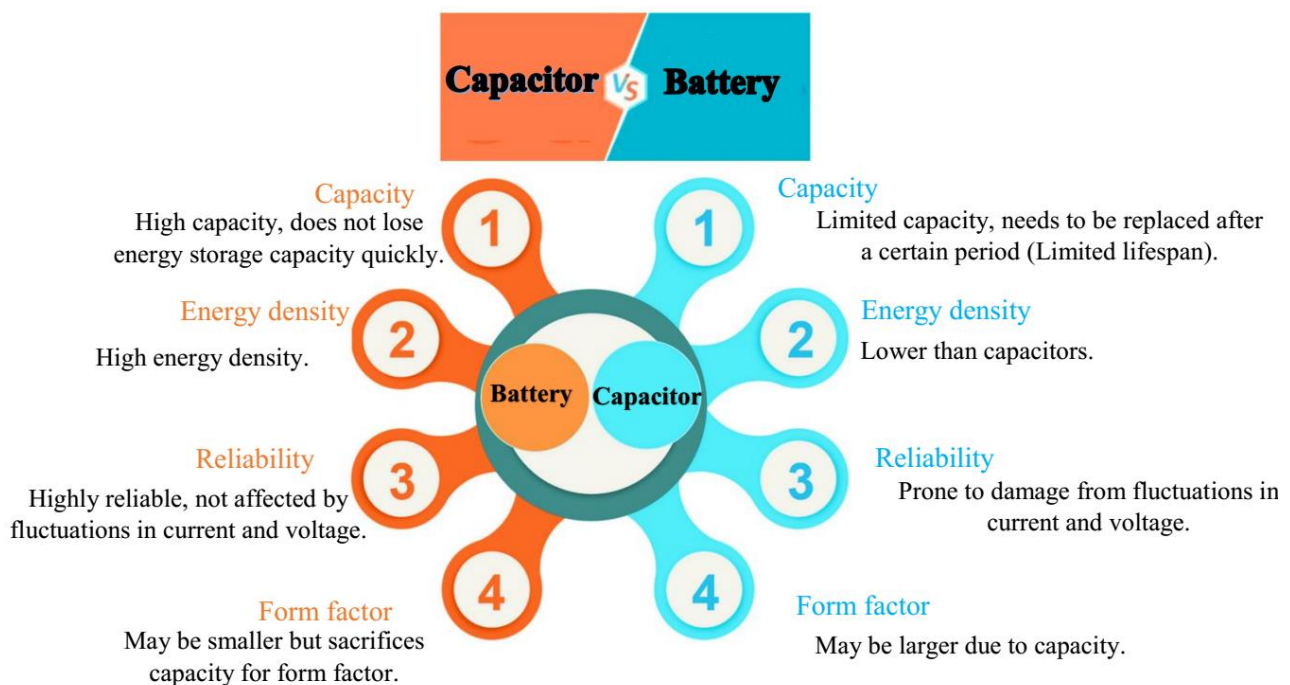 Capacitor VS Battery
Capacity
High capacity, does not lose
energy storage capacity quickly.
1
Energy density
High energy density.
2
Reliability
Highly reliable, not affected by
fluctuations in current and voltage.
3
Form factor
May be smaller but sacrifices
capacity for form factor.
4
Battery
Capacitor
1
Capacity
Limited capacity, needs to be replaced after
a certain period (Limited lifespan).
2
Energy density
Lower than capacitors.
3
Reliability
Prone to damage from fluctuations in
current and voltage.
4
Form factor
May be larger due to capacity.